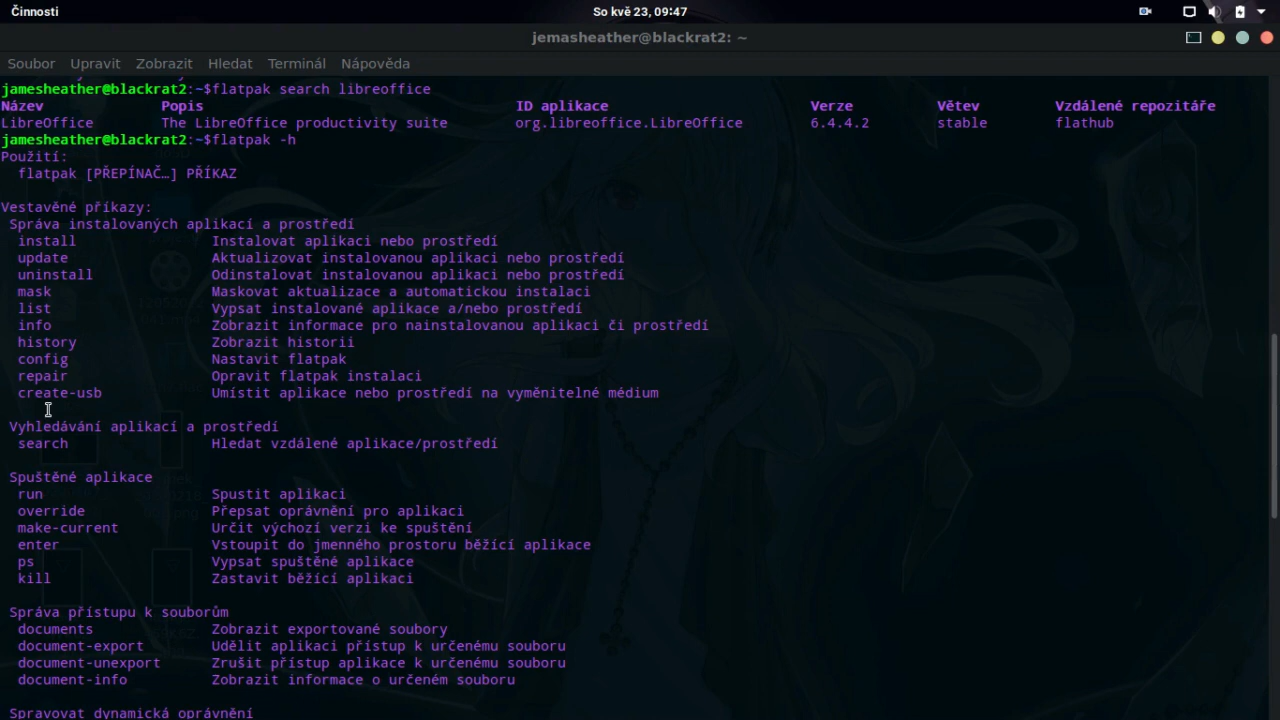 Činnosti
So kvě 23, 09:47
jemasheather@blackrat2: ~
Soubor Upravit Zobrazit Hledat Terminál Nápověda
jamesheather@blackrat2:~$flatpak search libreoffice
Název Popis ID aplikace Verze Větev Vzdálené repozitáře
LibreOffice The LibreOffice productivity suite org.libreoffice.LibreOffice 6.4.4.2 stable flathub
jamesheather@blackrat2:~$flatpak -h
Použití:
flatpak [PŘEPÍNAČ…] PŘÍKAZ
Vestavěné příkazy:
Správa instalovaných aplikací a prostředí
install Instalovat aplikaci nebo prostředí
update Aktualizovat instalovanou aplikaci nebo prostředí
uninstall Odinstalovat instalovanou aplikaci nebo prostředí
mask Maskovat aktualizace a automatickou instalaci
list Vypsat instalované aplikace a/nebo prostředí
info Zobrazit informace pro nainstalovanou aplikaci či prostředí
history Zobrazit historii
config Nastavit flatpak
repair Opravit flatpak instalaci
create-usb Umístit aplikace nebo prostředí na vyměnitelné médium
Vyhledávání aplikací a prostředí
search Hledat vzdálené aplikace/prostředí
Spuštěné aplikace
run Spustit aplikaci
override Přepsat oprávnění pro aplikaci
make-current Určit výchozí verzi ke spuštění
enter Vstoupit do jmenného prostoru běžící aplikace
ps Vypsat spuštěné aplikace
kill Zastavit běžící aplikaci
Správa přístupu k souborům
documents Zobrazit exportované soubory
document-export Udělit aplikaci přístup k určenému souboru
document-unexport Zrušit přístup aplikace k určenému souboru
document-info Zobrazit informace o určeném souboru
Spravovat dynamická oprávnění